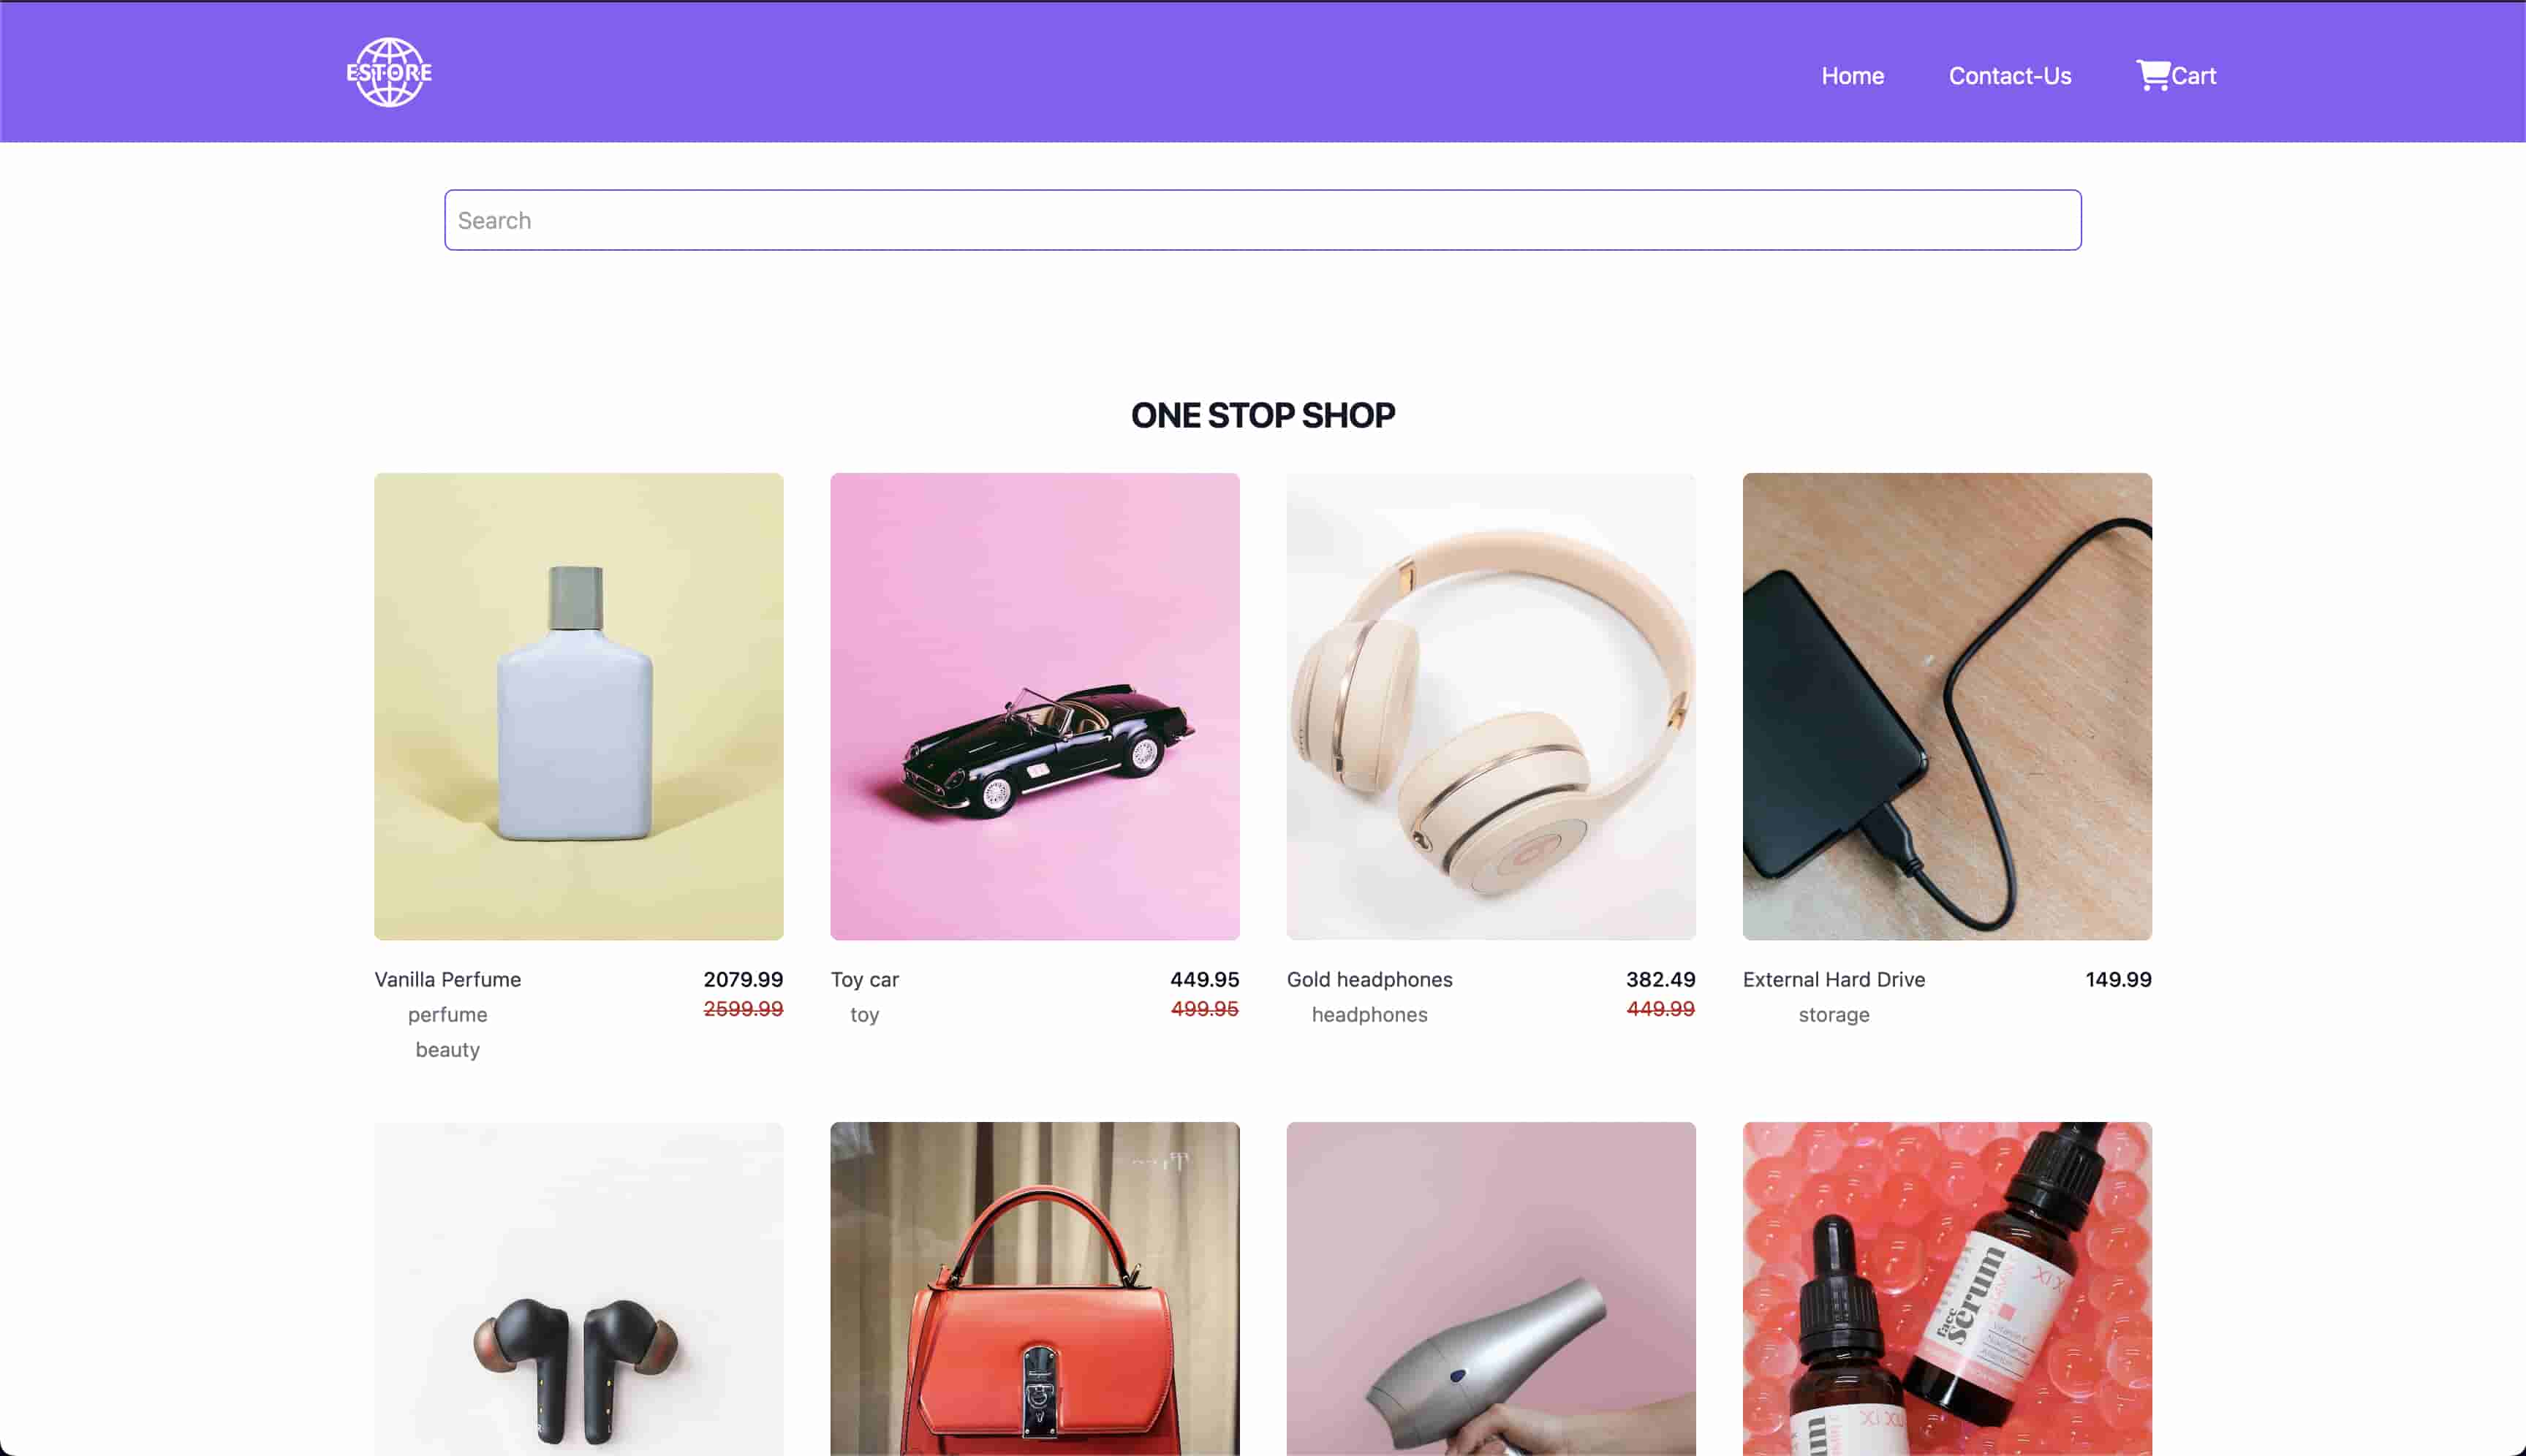 ESTORE
Home
Contact-Us
Cart
Search
ONE STOP SHOP
Vanilla Perfume
2079.99
perfume
2599.99
beauty
Toy car
449.95
toy
499.95
Gold headphones
382.49
headphones
449.99
External Hard Drive
149.99
storage
face
serum